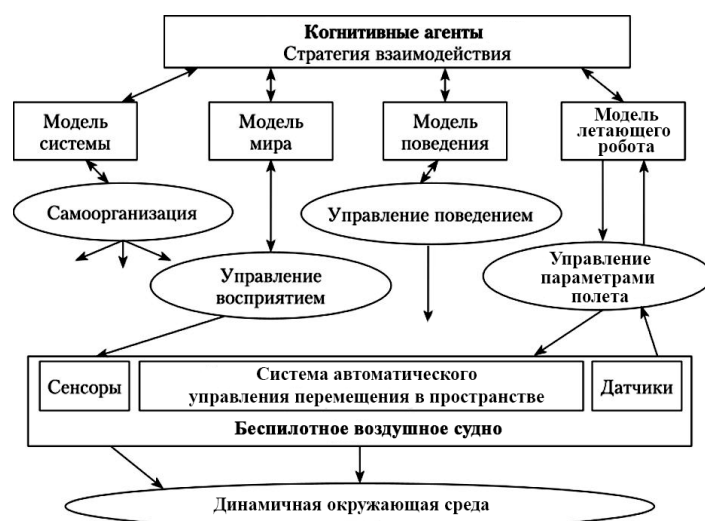 Когнитивные агенты
Стратегия взаимодействия
Модель
системы
Модель
мира
Модель
поведения
Модель
летающего
робота
Самоорганизация
Управление поведением
Управление
восприятием
Управление
параметрами
полета
Сенсоры
Система автоматического
управления перемещения в пространстве
Датчики
Беспилотное воздушное судно
Динамичная окружающая среда